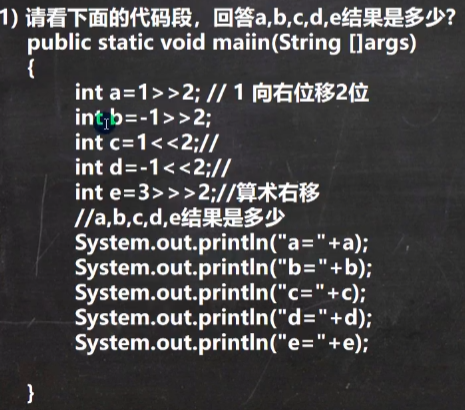 1) 请看下面的代码段，回答a,b,c,d,e结果是多少?
public static void maiin(String []args)
{
int a=1>>2; // 1 向右位移2位
int b=-1>>2;
int c=1<<2;//
int d=-1<<2;//
int e=3>>>2;//算术右移
//a,b,c,d,e结果是多少
System.out.println("a="+a);
System.out.println("b="+b);
System.out.println("c="+c);
System.out.println("d="+d);
System.out.println("e="+e);
}